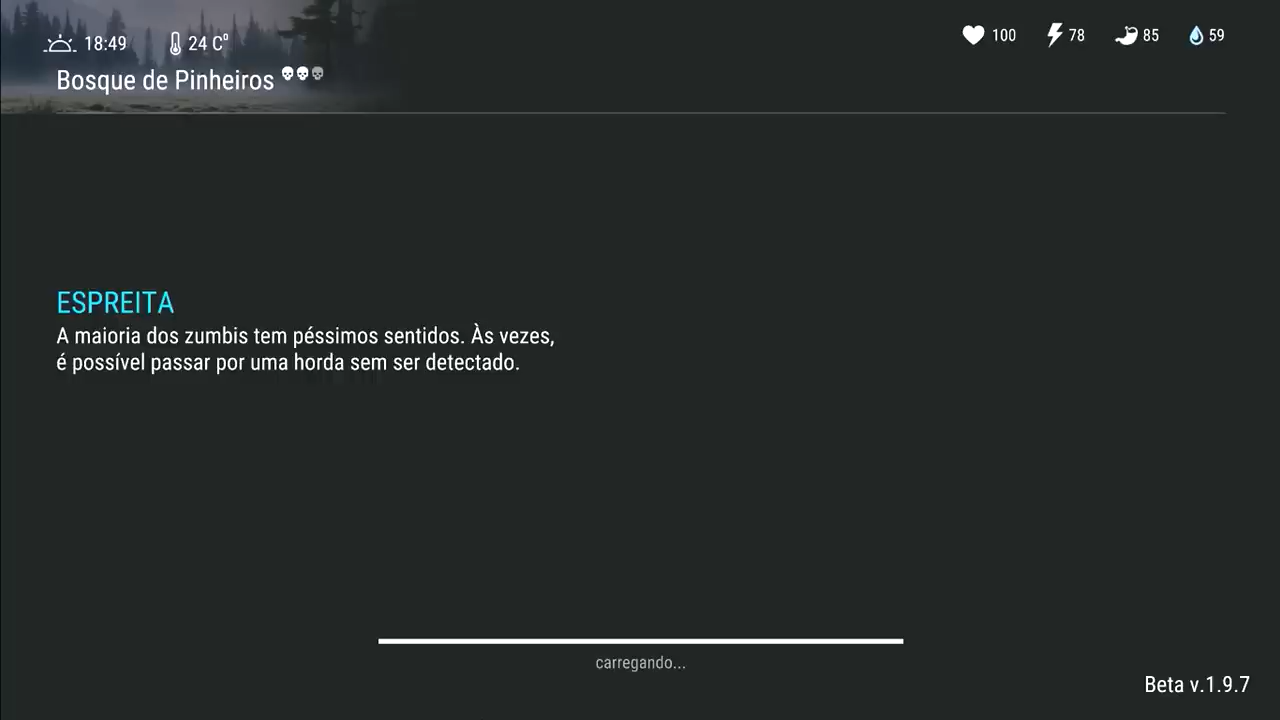 18:49
24 Cº
100
78
85
59
Bosque de Pinheiros
ESPREITA
A maioria dos zumbis tem péssimos sentidos. Às vezes,
é possível passar por uma horda sem ser detectado.
carregando...
Beta v.1.9.7